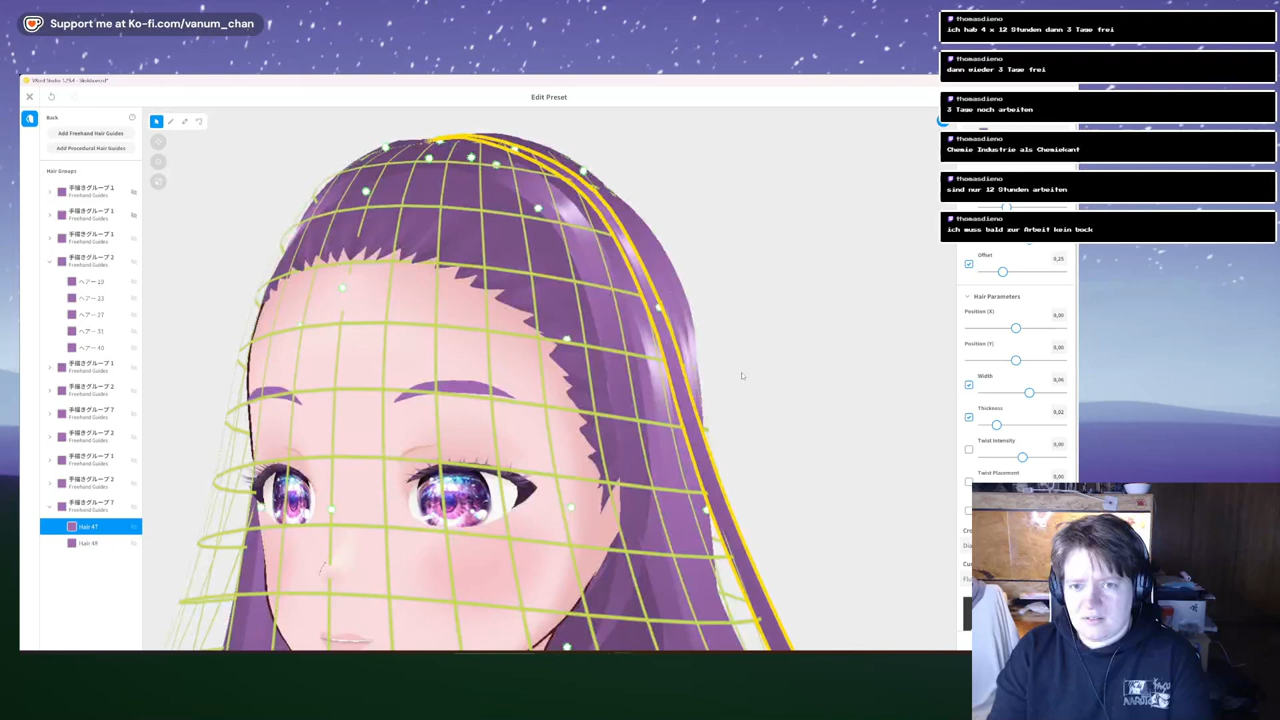 Support me at Ko-fi.com/vanum_chan
thomasdieno
ich hab 4 x 12 Stunden dann 3 Tage frei
thomasdieno
dann wieder 3 Tage frei
thomasdieno
3 Tage noch arbeiten
thomasdieno
Chemie Industrie als Chemiekant
thomasdieno
sind nur 12 Stunden arbeiten
thomasdieno
ich muss bald zur Arbeit kein bock
Edit Preset
Back
Add Freehand Hair Guides
Add Procedural Hair Guides
Hair Groups
手描きグループ 1
Freehand Guides
手描きグループ 1
Freehand Guides
手描きグループ 1
Freehand Guides
手描きグループ 2
Freehand Guides
ヘアー 19
ヘアー 23
ヘアー 27
ヘアー 31
ヘアー 40
手描きグループ 1
Freehand Guides
手描きグループ 2
Freehand Guides
手描きグループ 7
Freehand Guides
手描きグループ 2
Freehand Guides
手描きグループ 1
Freehand Guides
手描きグループ 2
Freehand Guides
手描きグループ 7
Freehand Guides
Hair 47
Hair 48
Offset
0,25
Hair Parameters
Position (X)
0,00
Position (Y)
0,00
Width
0,06
Thickness
0,02
Twist Intensity
0,00
Twist Placement
0,00
NARUTO